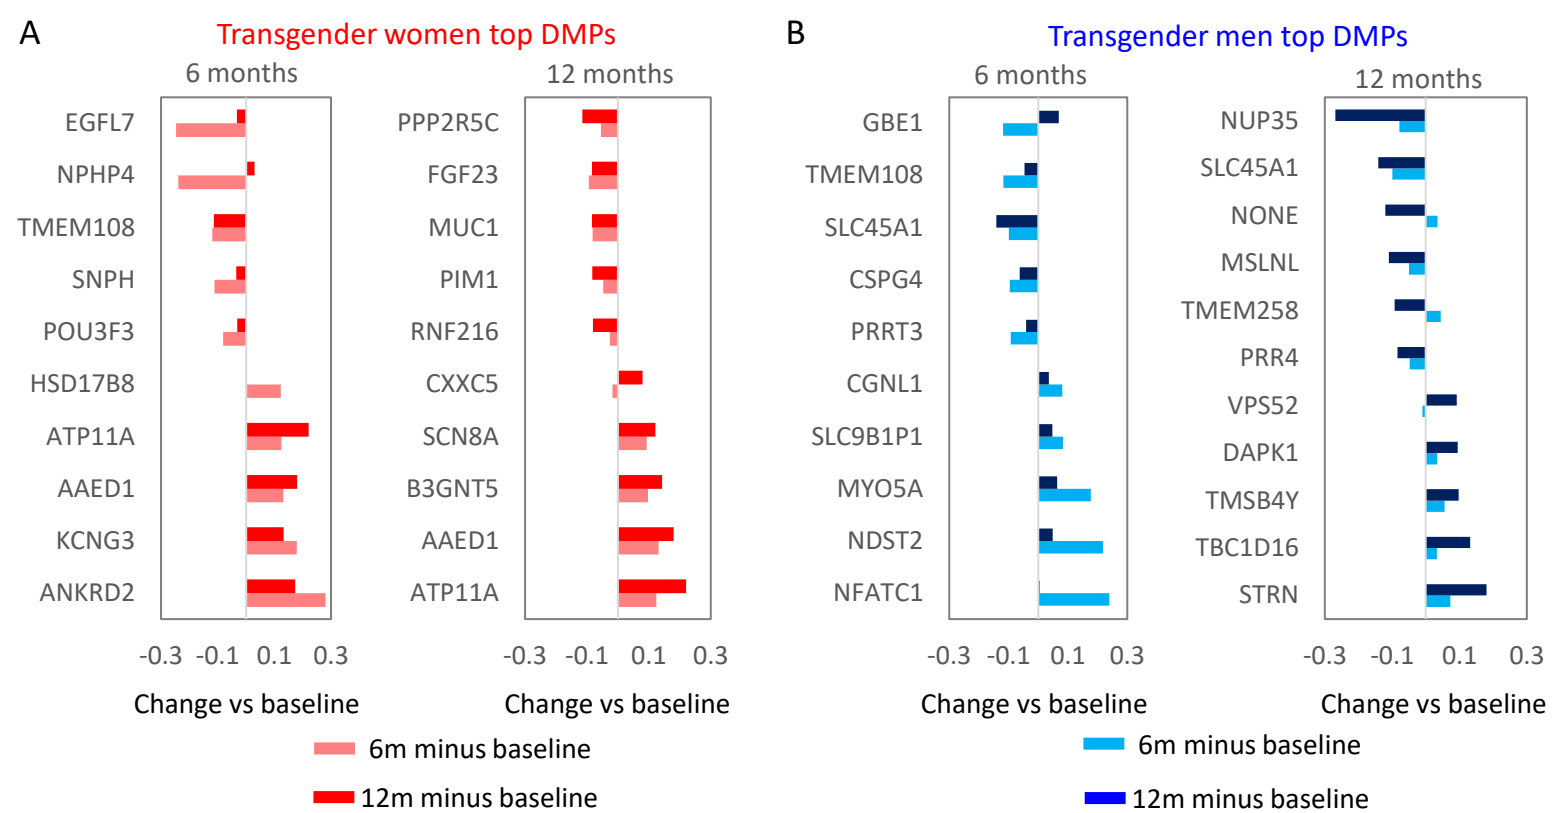 A
Transgender women top DMPs
6 months
EGFL7
NPHP4
TMEM108
SNPH
POU3F3
HSD17B8
ATP11A
AAED1
KCNG3
ANKRD2
-0.3 -0.1 0.1 0.3
Change vs baseline
12 months
PPP2R5C
FGF23
MUC1
PIM1
RNF216
CXXC5
SCN8A
B3GNT5
AAED1
ATP11A
-0.3 -0.1 0.1 0.3
Change vs baseline
6m minus baseline
12m minus baseline
B
Transgender men top DMPs
6 months
GBE1
TMEM108
SLC45A1
CSPG4
PRRT3
CGNL1
SLC9B1P1
MYO5A
NDST2
NFATC1
-0.3 -0.1 0.1 0.3
Change vs baseline
12 months
NUP35
SLC45A1
NONE
MSLNL
TMEM258
PRR4
VPS52
DAPK1
TMSB4Y
TBC1D16
STRN
-0.3 -0.1 0.1 0.3
Change vs baseline
6m minus baseline
12m minus baseline